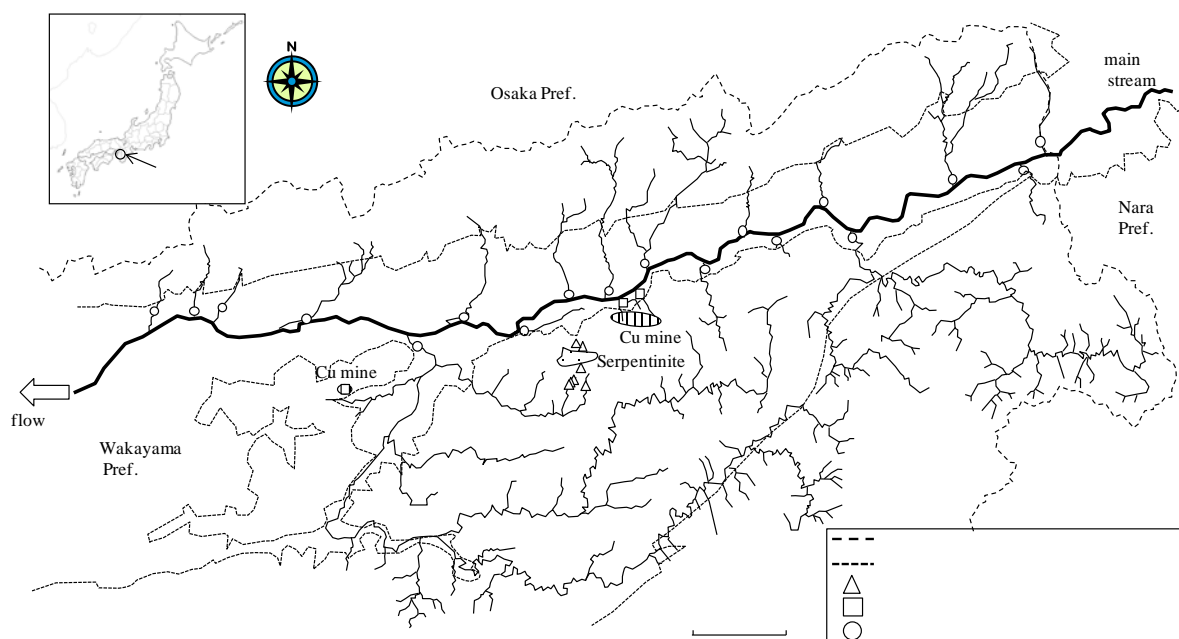 N
main
stream
Osaka Pref.
Nara
Pref.
Cu mine
Serpentinite
Cu mine
flow
Wakayama
Pref.